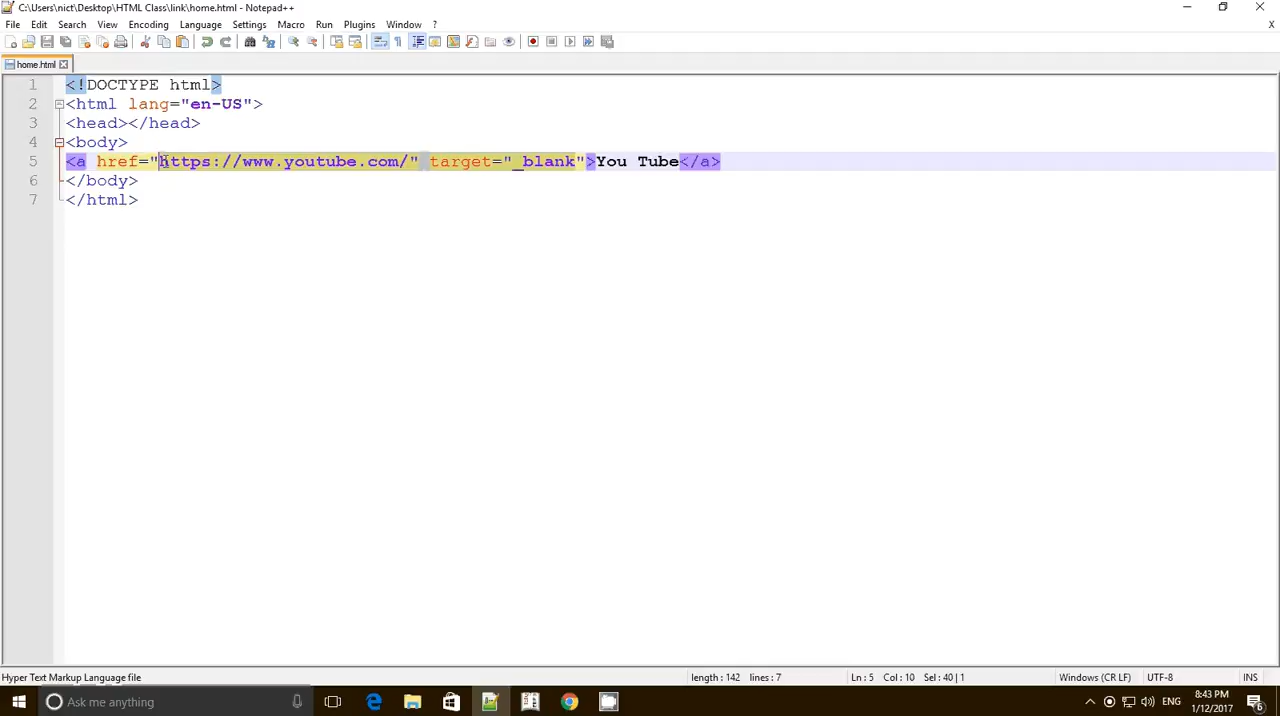 C:\Users\nict\Desktop\HTML Class\link\home.html - Notepad++
File Edit Search View Encoding Language Settings Macro Run Plugins Window ?
X
home.html
1 <!DOCTYPE html>
2 <html lang="en-US">
3 <head></head>
4 <body>
5 <a href="https://www.youtube.com/" target="_blank">You Tube</a>
6 </body>
7 </html>
Hyper Text Markup Language file length : 142 lines : 7 Ln : 5 Col : 10 Sel : 40 | 1 Windows (CR LF) UTF-8 INS
Ask me anything ENG 8:43 PM
1/12/2017 6